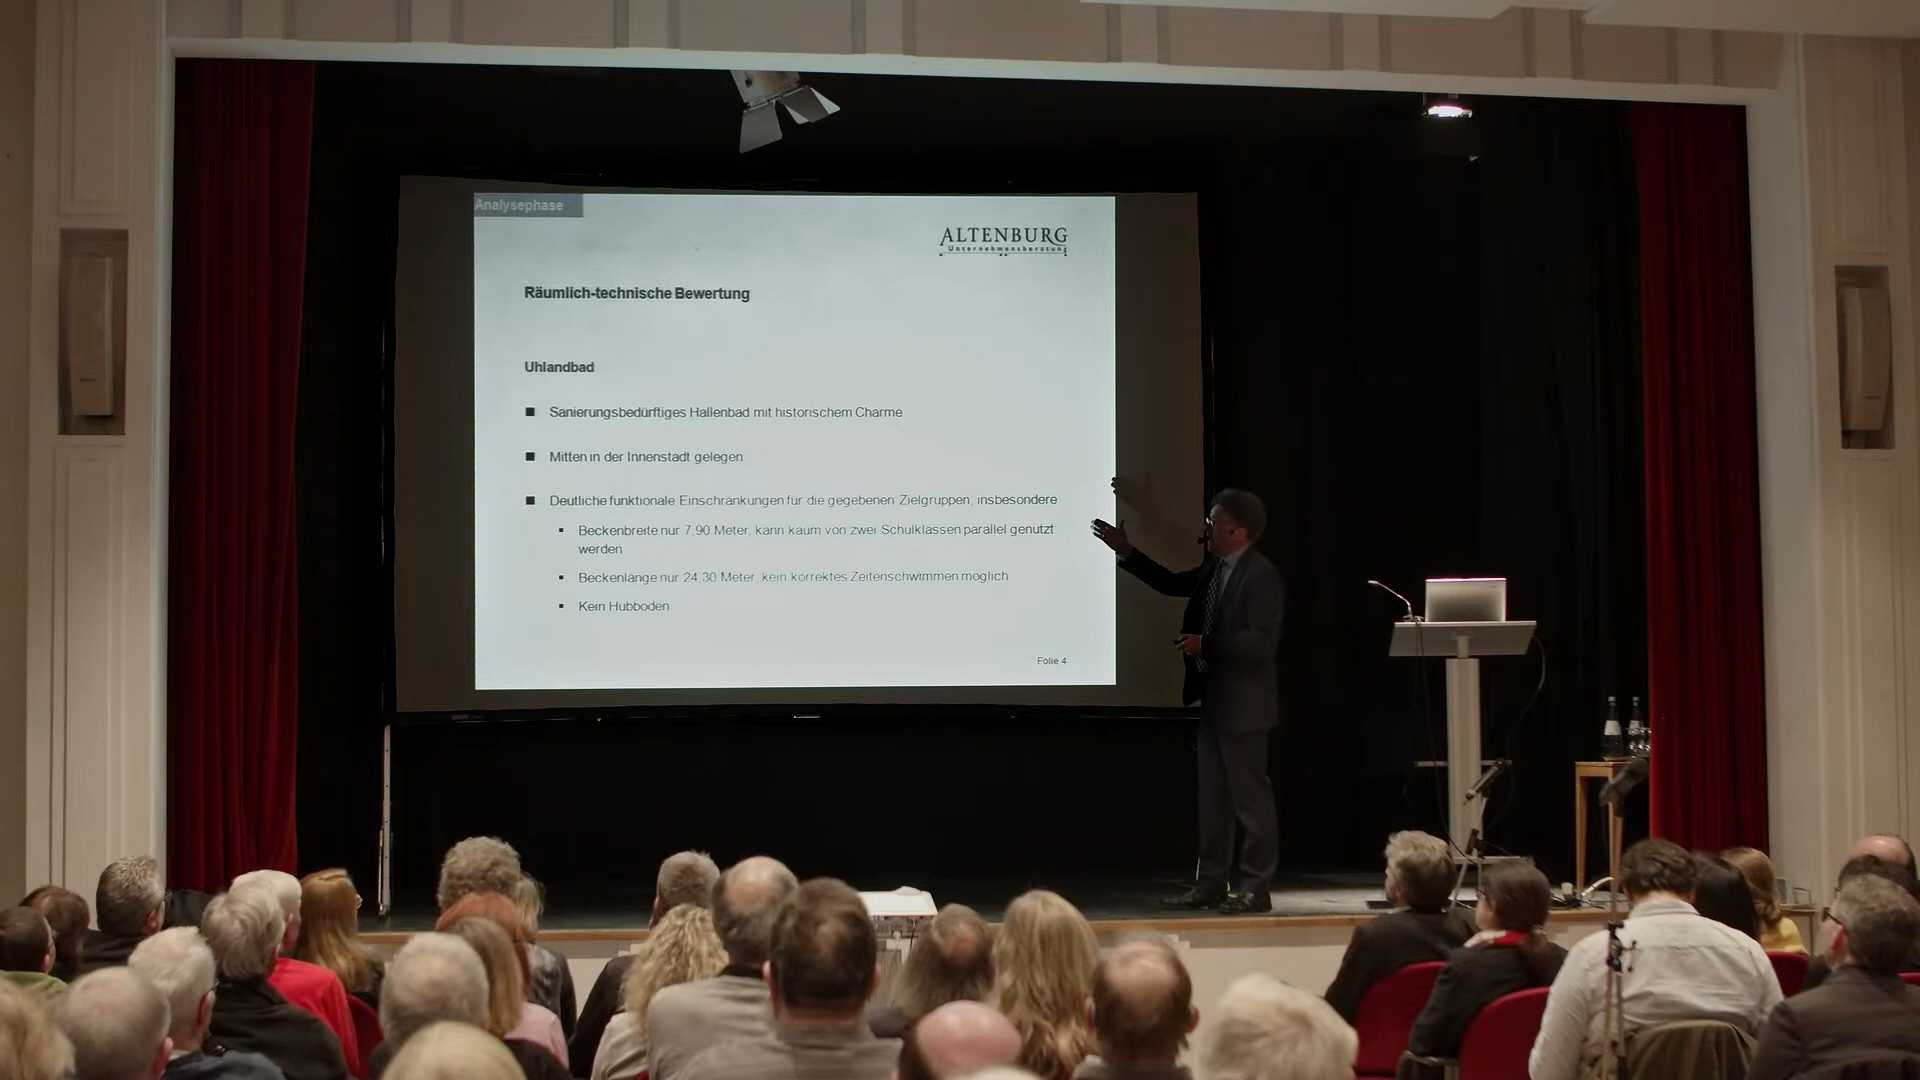 Analysephase
ALTENBURG
Unternehmensberatung
Räumlich-technische Bewertung
Uhlandbad
Sanierungsbedürftiges Hallenbad mit historischem Charme
Mitten in der Innenstadt gelegen
Deutliche funktionale Einschränkungen für die gegebenen Zielgruppen, insbesondere
Beckenbreite nur 7,90 Meter, kann kaum von zwei Schulklassen parallel genutzt
werden
Beckenlänge nur 24,30 Meter, kein korrektes Zeitenschwimmen möglich
Kein Hubboden
Folie 4